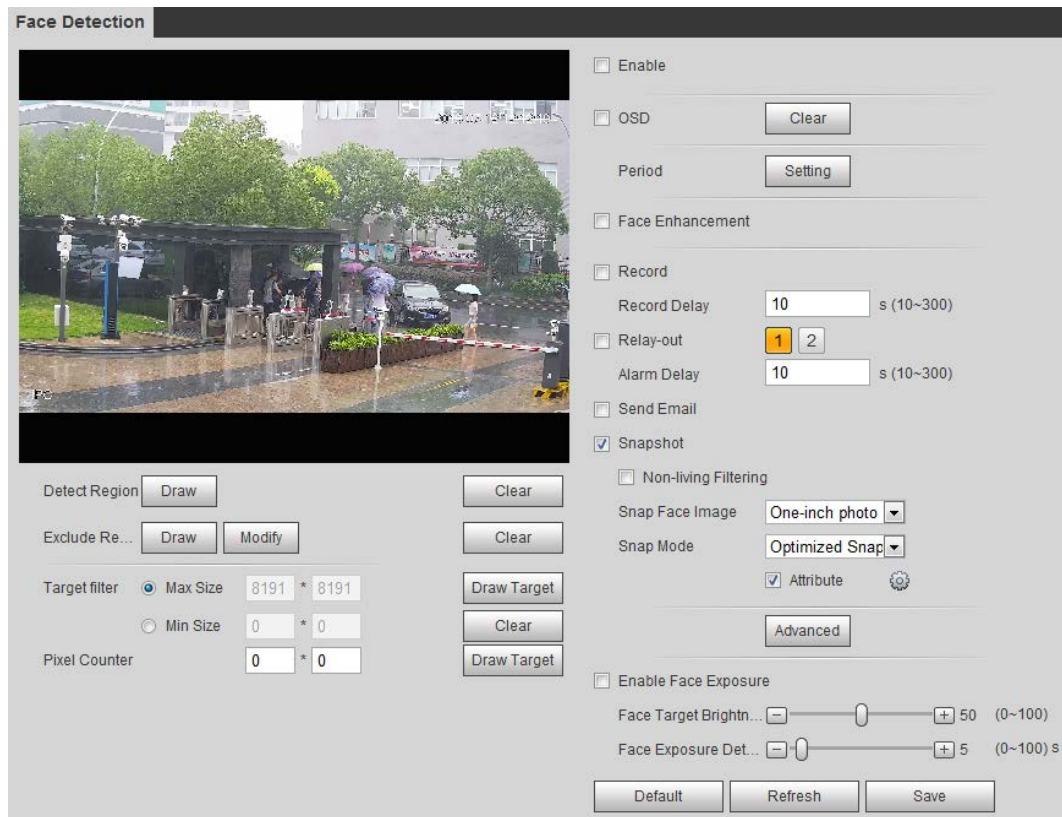 Face Detection
Enable
OSD Clear
Period Setting
Face Enhancement
Record
Record Delay 10 s (10~300)
Relay-out 1 2
Alarm Delay 10 s (10~300)
Send Email
Snapshot
Non-living Filtering
Snap Face Image One-inch photo
Snap Mode Optimized Snap
Attribute
Advanced
Enable Face Exposure
Face Target Brightn... 50 (0~100)
Face Exposure Det... 5 (0~100) s
Default Refresh Save
IPC
Detect Region Draw Clear
Exclude Re... Draw Modify Clear
Target filter Max Size 8191 * 8191 Draw Target
Min Size 0 * 0 Clear
Pixel Counter 0 * 0 Draw Target